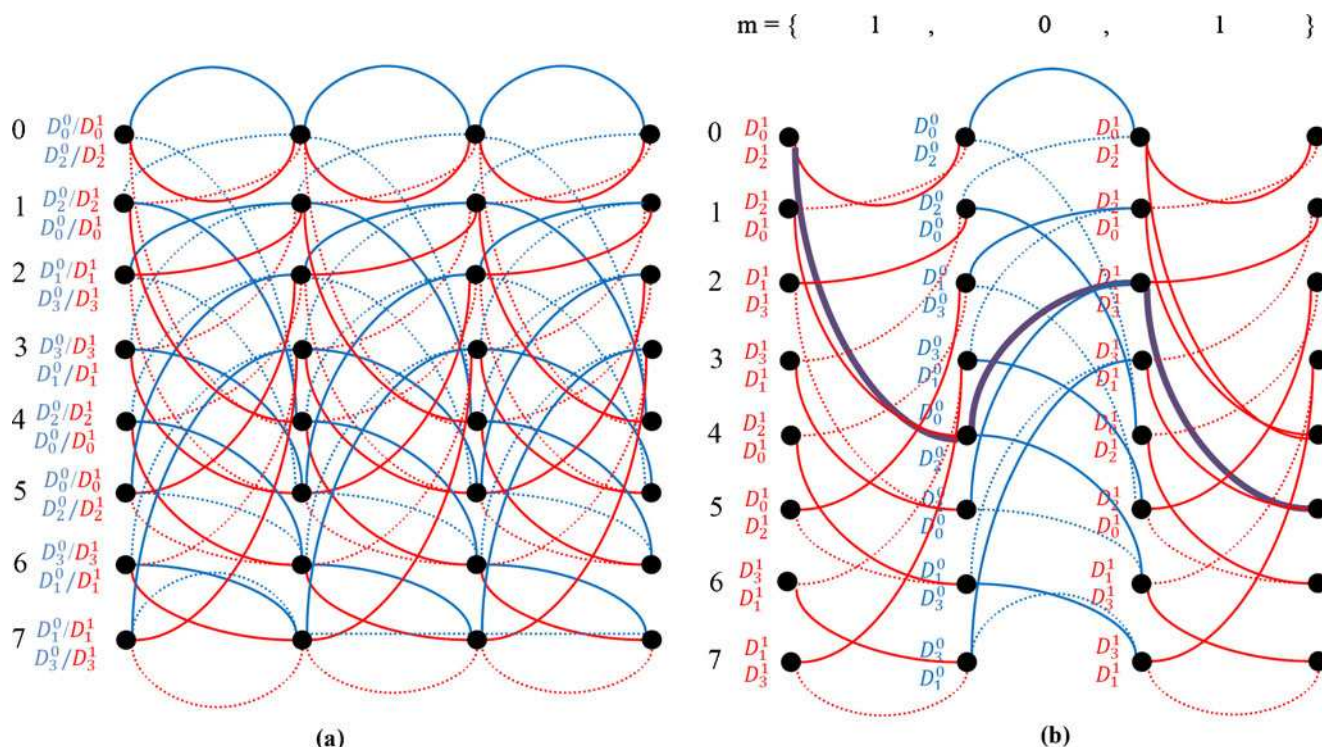 m = { 1 , 0 , 1 }
0 D₀⁰/D₀¹
D₂⁰/D₂¹
1 D₂⁰/D₂¹
D₀⁰/D₀¹
2 D₁⁰/D₁¹
D₃⁰/D₃¹
3 D₃⁰/D₃¹
D₁⁰/D₁¹
4 D₂⁰/D₂¹
D₀⁰/D₀¹
5 D₀⁰/D₀¹
D₂⁰/D₂¹
6 D₃⁰/D₃¹
D₁⁰/D₁¹
7 D₁⁰/D₁¹
D₃⁰/D₃¹
(a)
0 D₀¹ D₀⁰ D₀¹
D₂¹ D₂⁰ D₂¹
1 D₂¹ D₂⁰ D₂¹
D₀¹ D₀⁰ D₀¹
2 D₁¹ D₁⁰ D₁¹
D₃¹ D₃⁰ D₃¹
3 D₃¹ D₃⁰ D₃¹
D₁¹ D₁⁰ D₁¹
4 D₂¹ D₀⁰ D₀¹
D₀¹ D₂⁰ D₂¹
5 D₀¹ D₂¹
D₂¹ D₀⁰ D₀¹
6 D₃¹ D₁⁰ D₁¹
D₁¹ D₃⁰ D₃¹
7 D₁¹ D₃⁰ D₃¹
D₃¹ D₁⁰ D₁¹
(b)